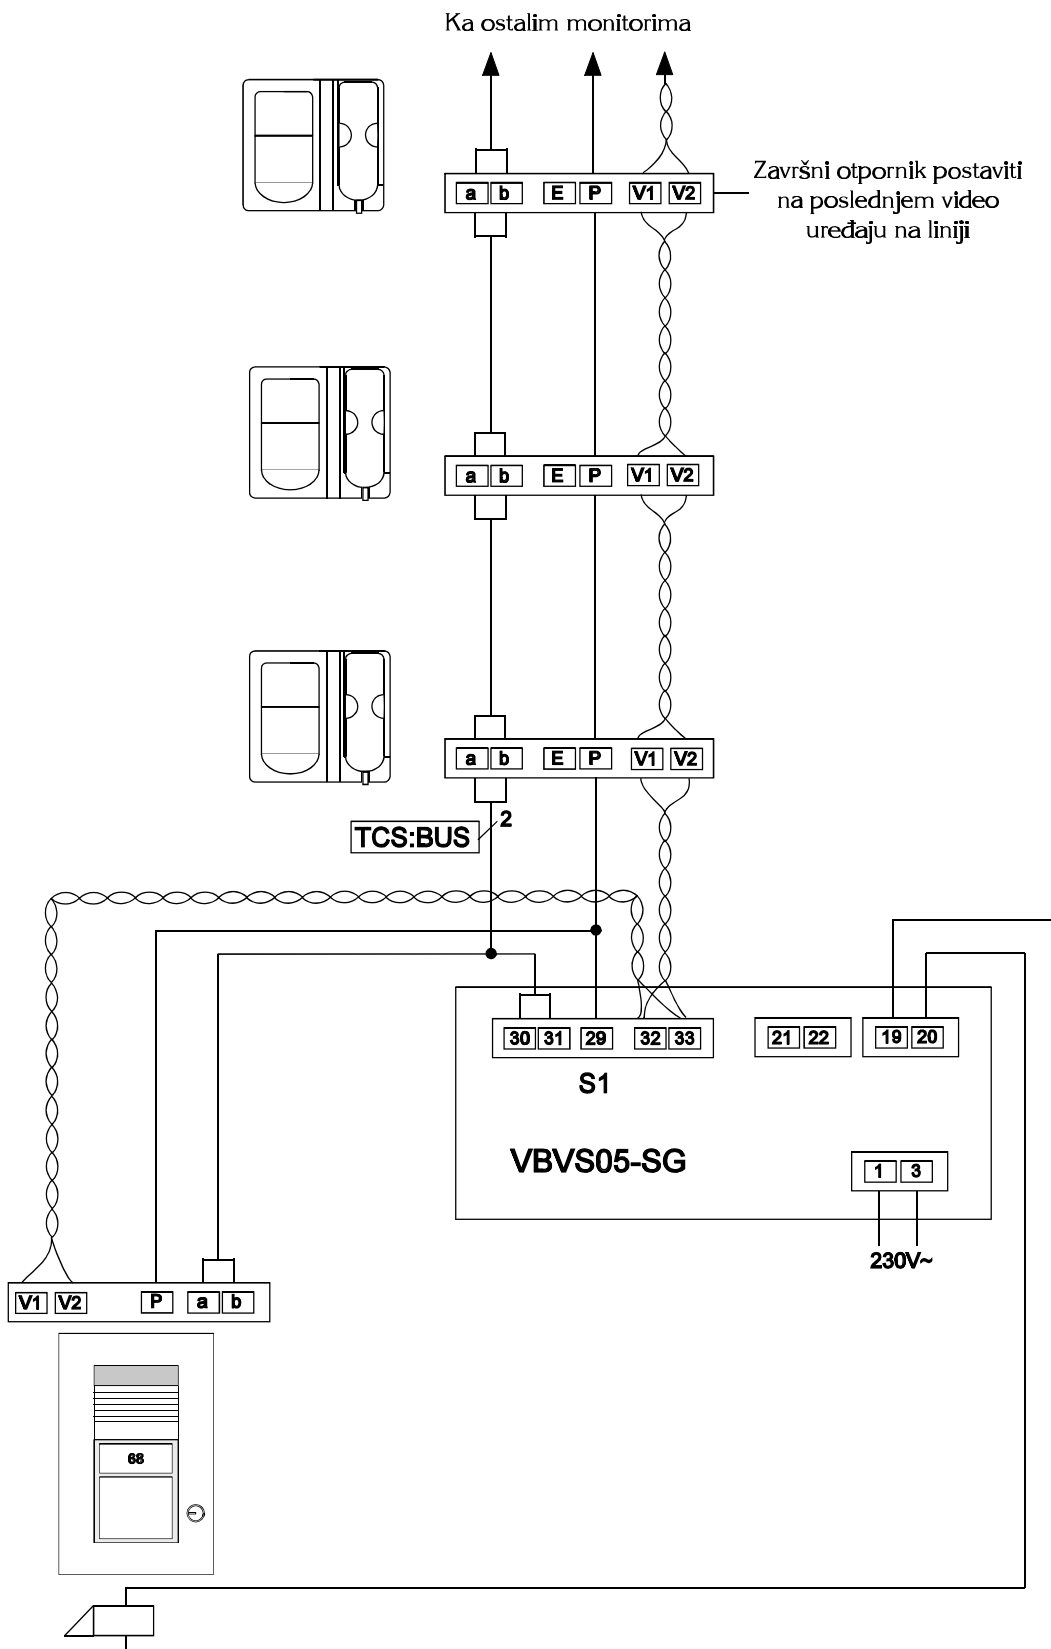 Ka ostalim monitorima
a b E P V1 V2
Završni otpornik postaviti
na poslednjem video
uređaju na liniji
a b E P V1 V2
a b E P V1 V2
TCS:BUS
2
30 31 29 32 33 21 22 19 20
S1
VBVS05-SG
1 3
230V~
V1 V2 P a b
68